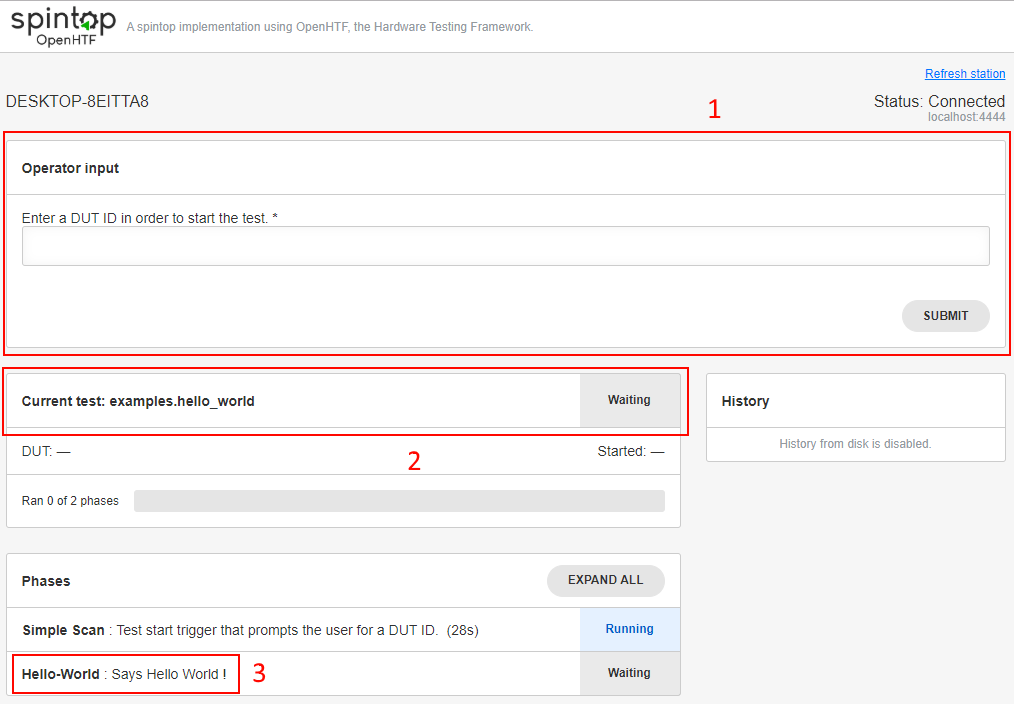 spintop
OpenHTF
A spintop implementation using OpenHTF, the Hardware Testing Framework.
Refresh station
DESKTOP-8EITTA8
Status: Connected
localhost:4444
1
Operator input
Enter a DUT ID in order to start the test. *
SUBMIT
Current test: examples.hello_world
Waiting
DUT: —
Started: —
2
Ran 0 of 2 phases
History
History from disk is disabled.
Phases
EXPAND ALL
Simple Scan : Test start trigger that prompts the user for a DUT ID. (28s)
Running
Hello-World : Says Hello World !
3
Waiting